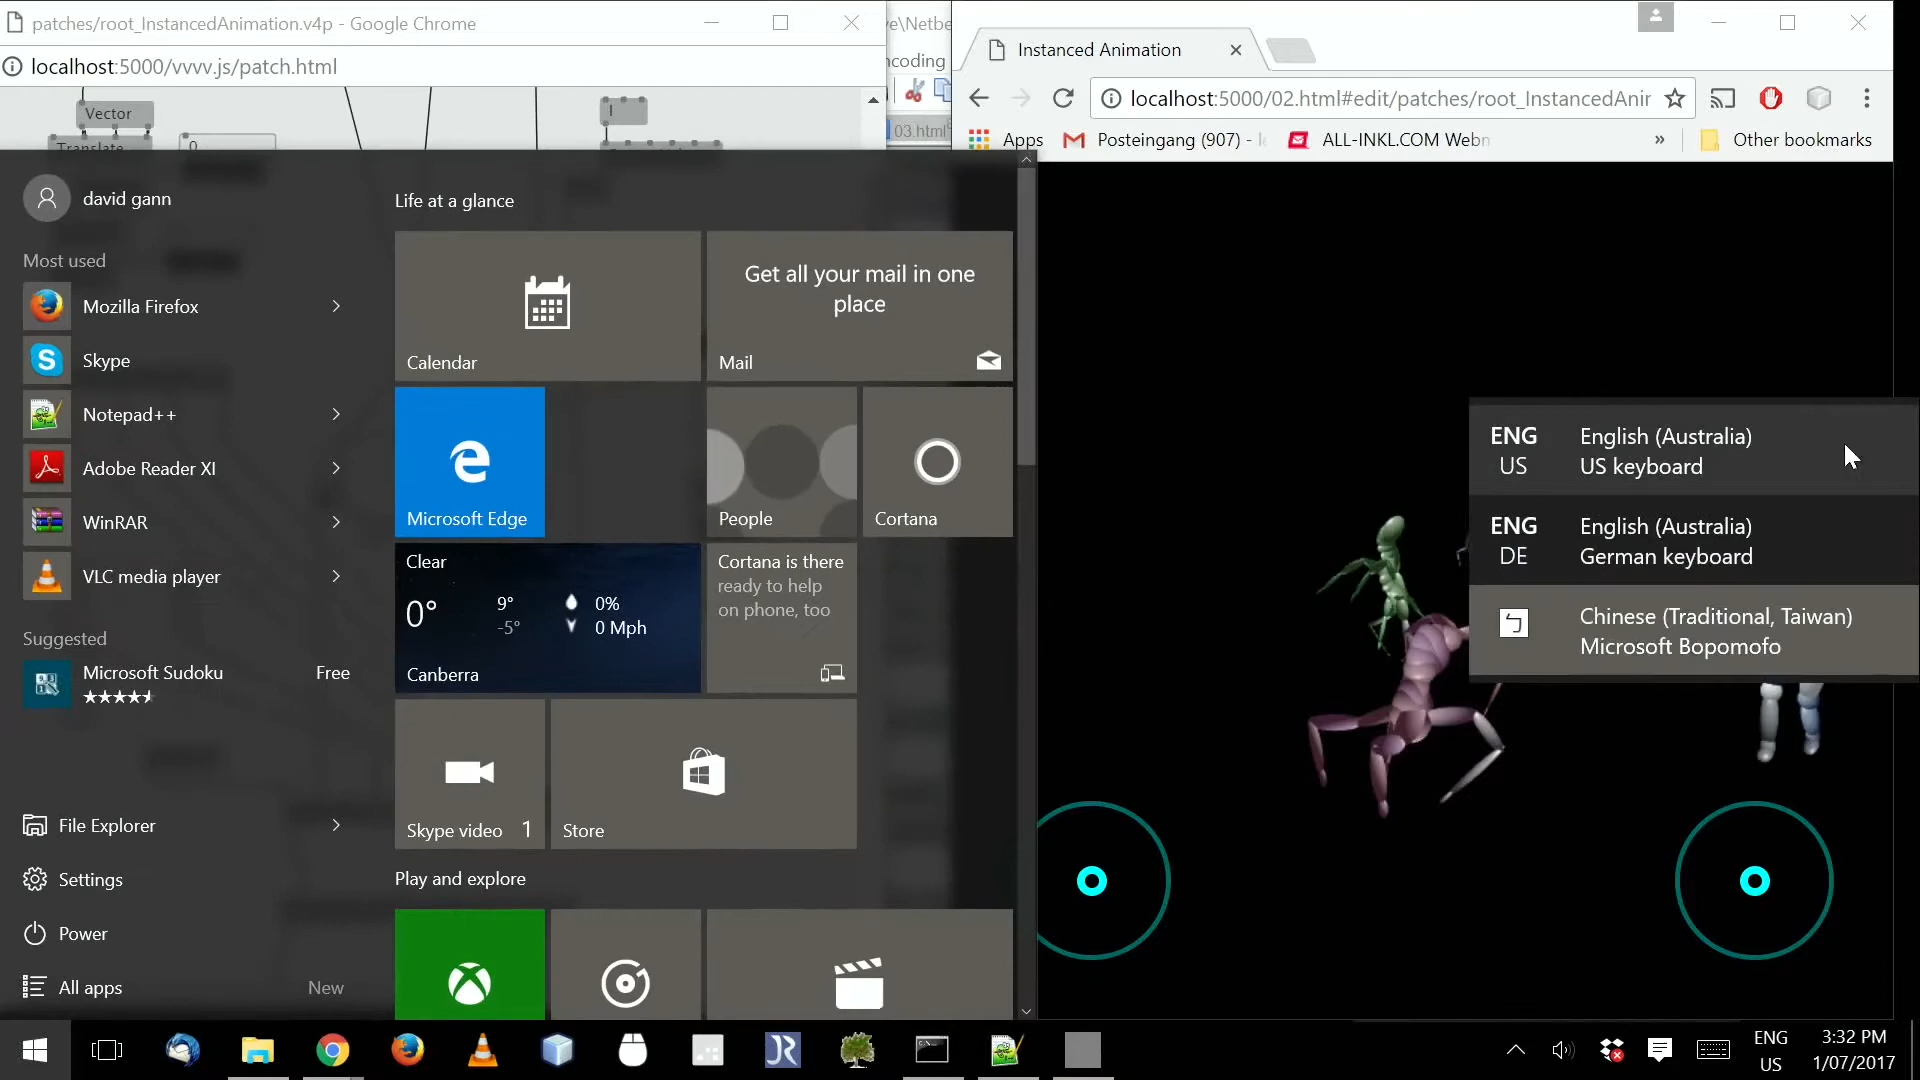 patches/root_InstancedAnimation.v4p - Google Chrome
localhost:5000/vvvv.js/patch.html
Vector
Translate
0
I
e\Netbe
ncoding
03.html
Instanced Animation
localhost:5000/02.html#edit/patches/root_InstancedAnir
Apps
Posteingang (907) -
ALL-INKL.COM Webn
»
Other bookmarks
david gann
Most used
Mozilla Firefox
Skype
Notepad++
Adobe Reader XI
WinRAR
VLC media player
Suggested
Microsoft Sudoku
Free
File Explorer
Settings
Power
All apps
New
Life at a glance
Calendar
Get all your mail in one
place
Mail
Microsoft Edge
People
Cortana
Clear
0°
9°
-5°
0%
0 Mph
Canberra
Cortana is there
ready to help
on phone, too
Skype video 1
Store
Play and explore
ENG
US
English (Australia)
US keyboard
ENG
DE
English (Australia)
German keyboard
ㄅ
Chinese (Traditional, Taiwan)
Microsoft Bopomofo
ENG
US
3:32 PM
1/07/2017